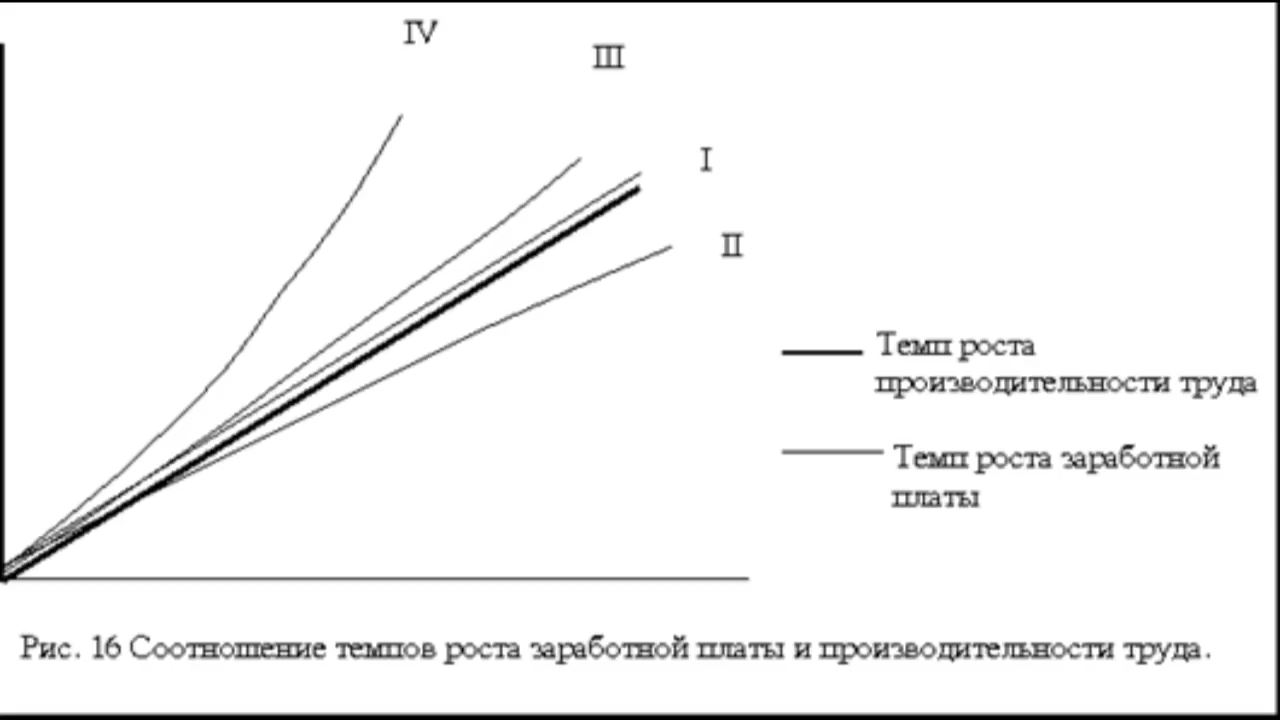 IV
III
I
II
Темп роста
производительности труда
Темп роста заработной
платы
Рис. 16 Соотношение темпов роста заработной платы и производительности труда.